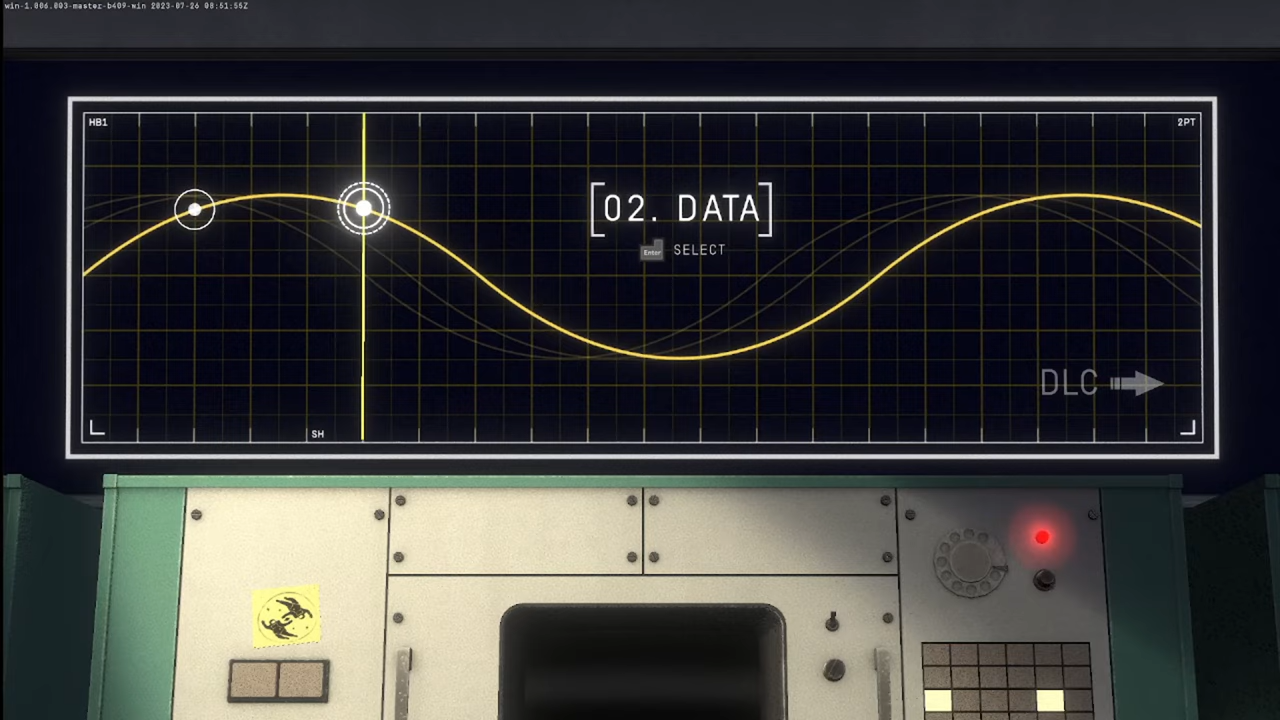 win-1.006.003-master-b409-win 2023-07-26 08:51:55Z
HB1
2PT
02. DATA
Enter SELECT
DLC
SH